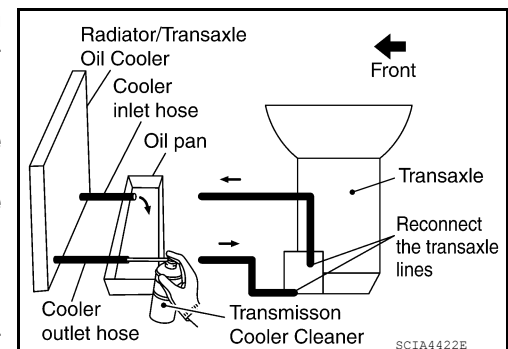 Radiator/Transaxle
Oil Cooler
Cooler
inlet hose
Oil pan
Front
Transaxle
Reconnect
the transaxle
lines
Cooler
outlet hose
Transmisson
Cooler Cleaner
SCIA4422E